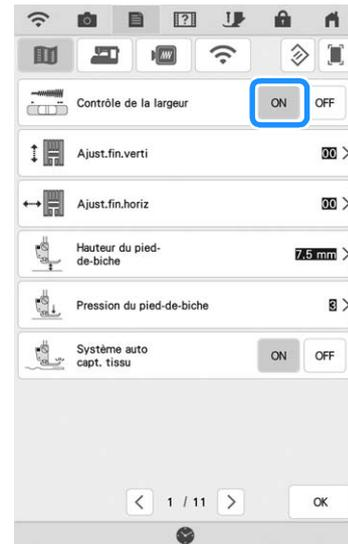 Contrôle de la largeur ON OFF
Ajust.fin.verti 00
Ajust.fin.horiz 00
Hauteur du pied-
de-biche 7.5 mm
Pression du pied-de-biche 3
Système auto
capt. tissu ON OFF
1 / 11 OK